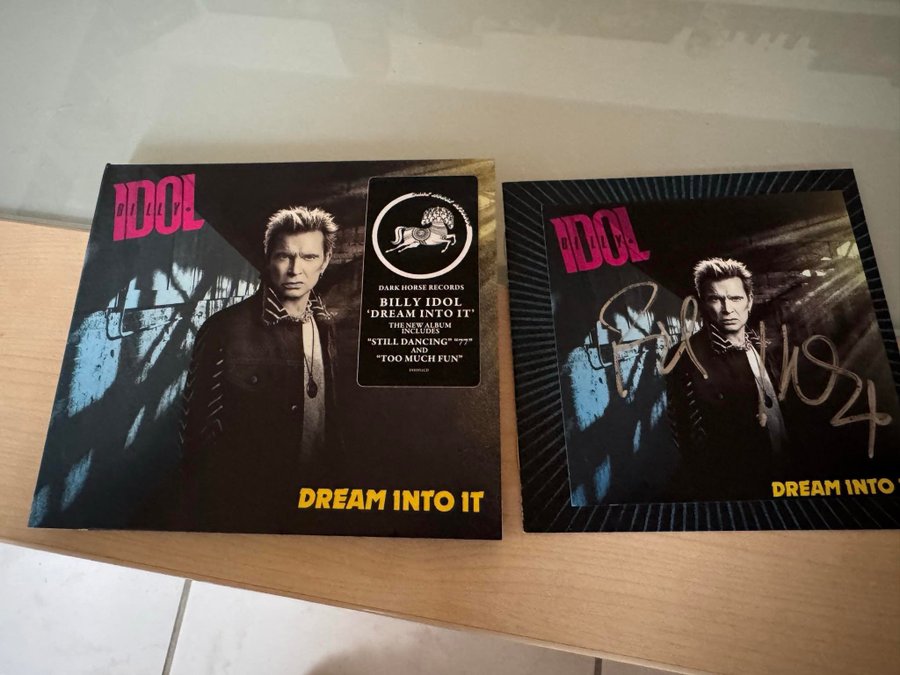 IDOL
BILLY
DARK HORSE RECORDS
BILLY IDOL
'DREAM INTO IT'
THE NEW ALBUM
INCLUDES
"STILL DANCING" "77"
AND
"TOO MUCH FUN"
DREAM INTO IT
IDOL
BILLY
DREAM INTO